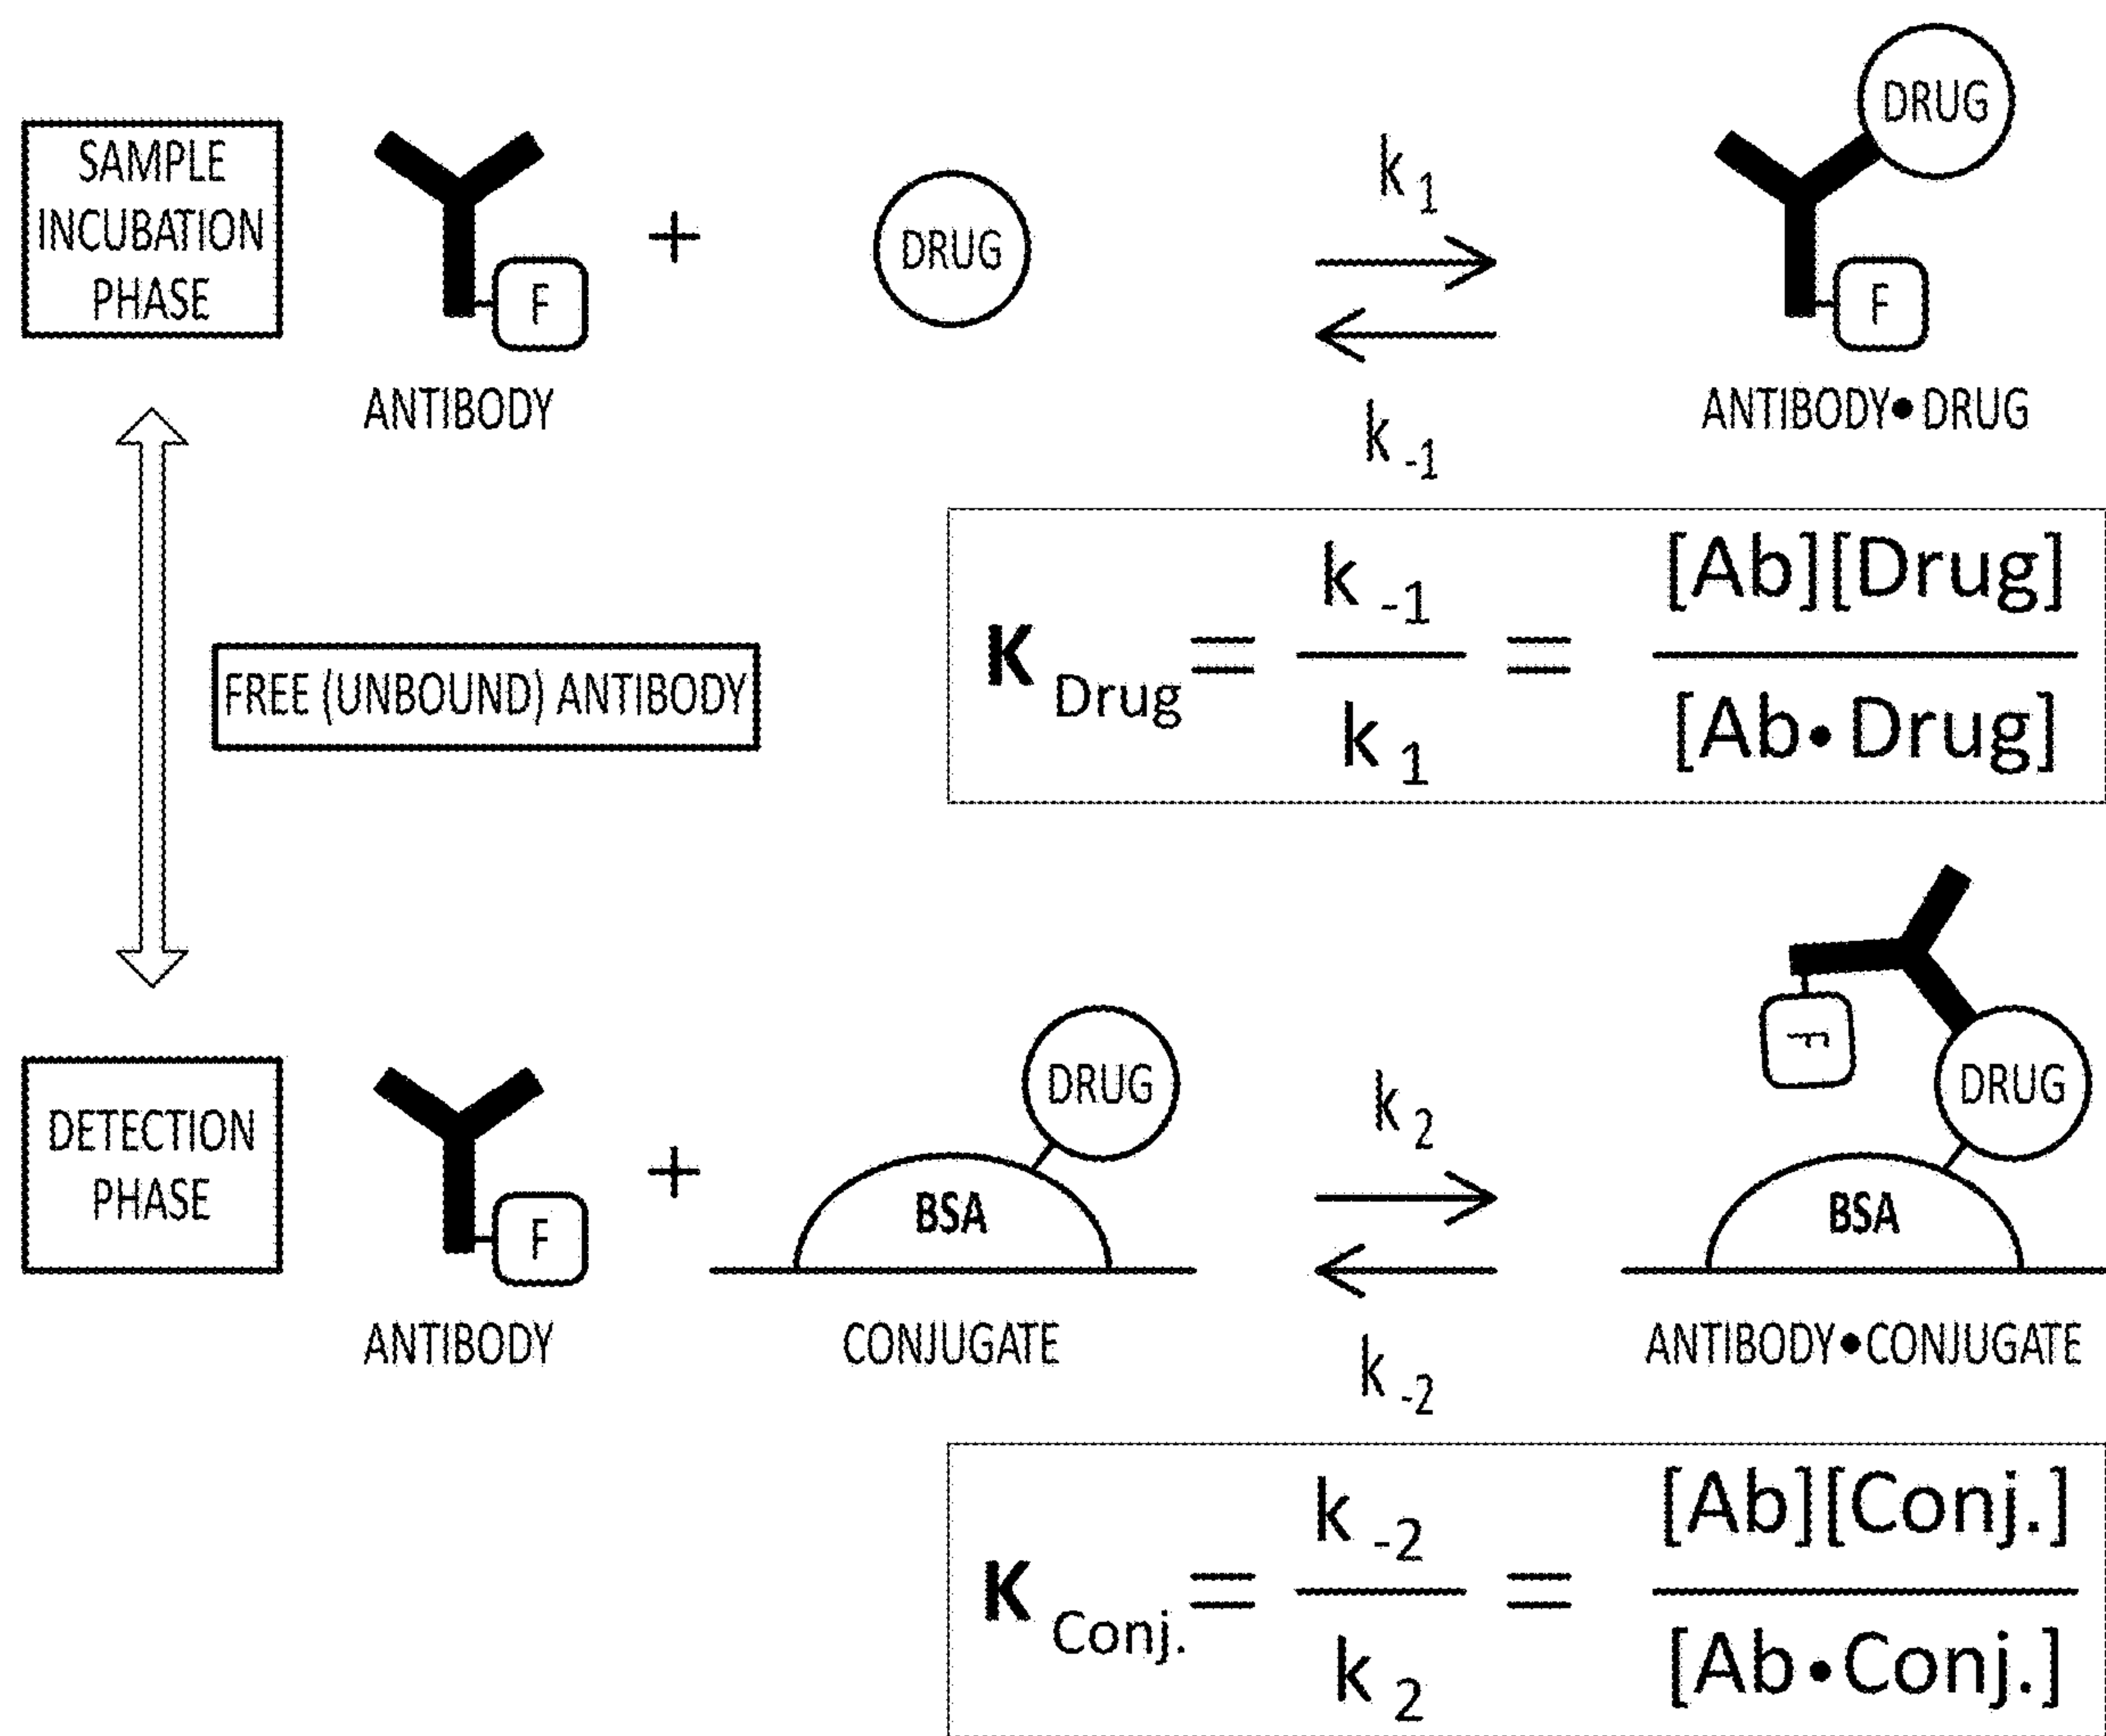 SAMPLE
INCUBATION
PHASE
F
ANTIBODY
+
DRUG
k 1
k -1
DRUG
F
ANTIBODY•DRUG
FREE (UNBOUND) ANTIBODY
K Drug = k -1 / k 1 = [Ab][Drug] / [Ab•Drug]
DETECTION
PHASE
F
ANTIBODY
+
DRUG
BSA
CONJUGATE
k 2
k -2
F
DRUG
BSA
ANTIBODY•CONJUGATE
K Conj. = k -2 / k 2 = [Ab][Conj.] / [Ab•Conj.]